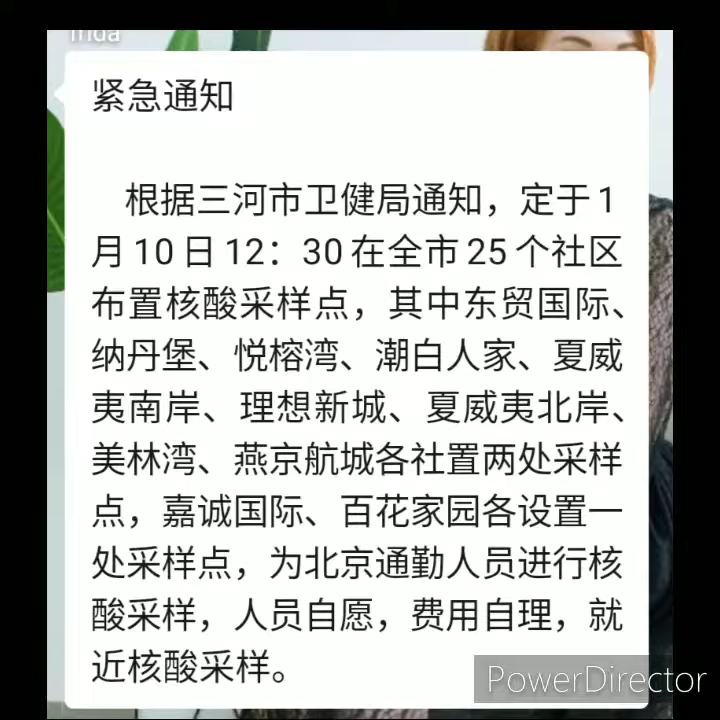 紧急通知
根据三河市卫健局通知，定于1
月10日12：30在全市25个社区
布置核酸采样点，其中东贸国际、
纳丹堡、悦榕湾、潮白人家、夏威
夷南岸、理想新城、夏威夷北岸、
美林湾、燕京航城各社置两处采样
点，嘉诚国际、百花家园各设置一
处采样点，为北京通勤人员进行核
酸采样，人员自愿，费用自理，就
近核酸采样。
PowerDirector